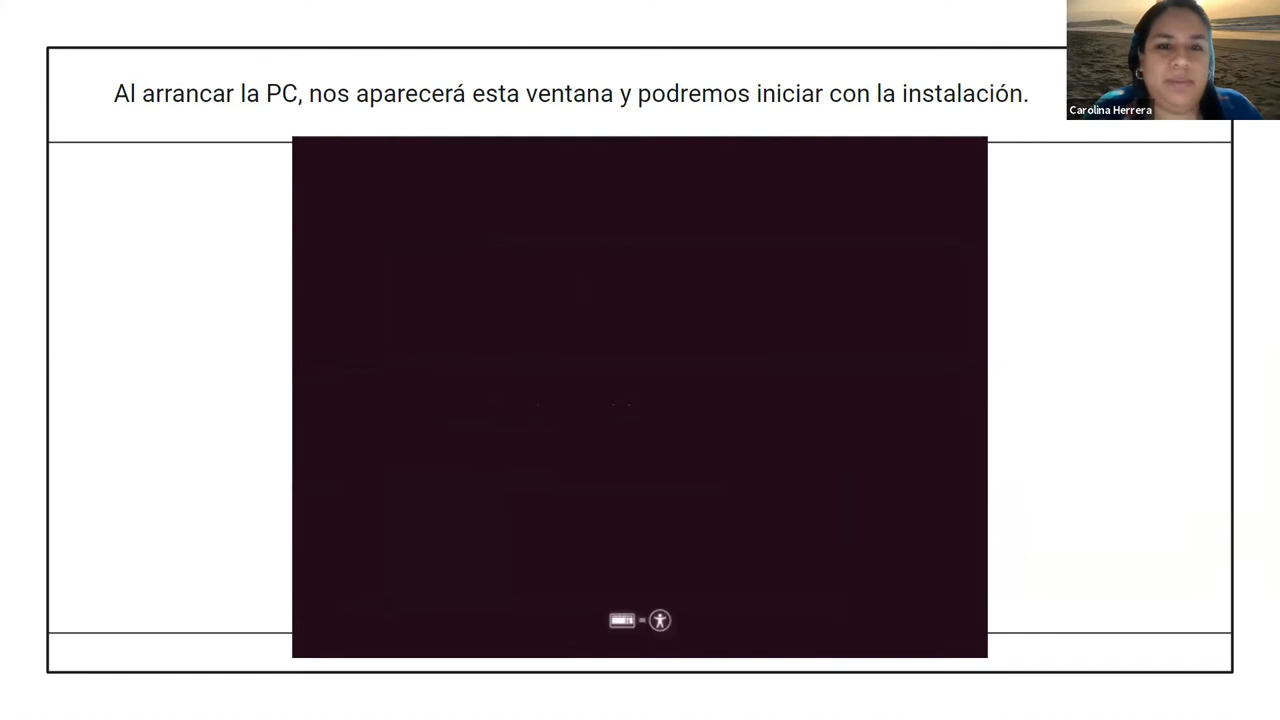 Al arrancar la PC, nos aparecerá esta ventana y podremos iniciar con la instalación.
Carolina Herrera
=